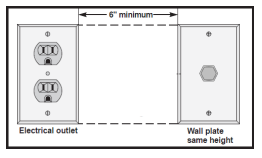 6" minimum
Electrical outlet
Wall plate
same height